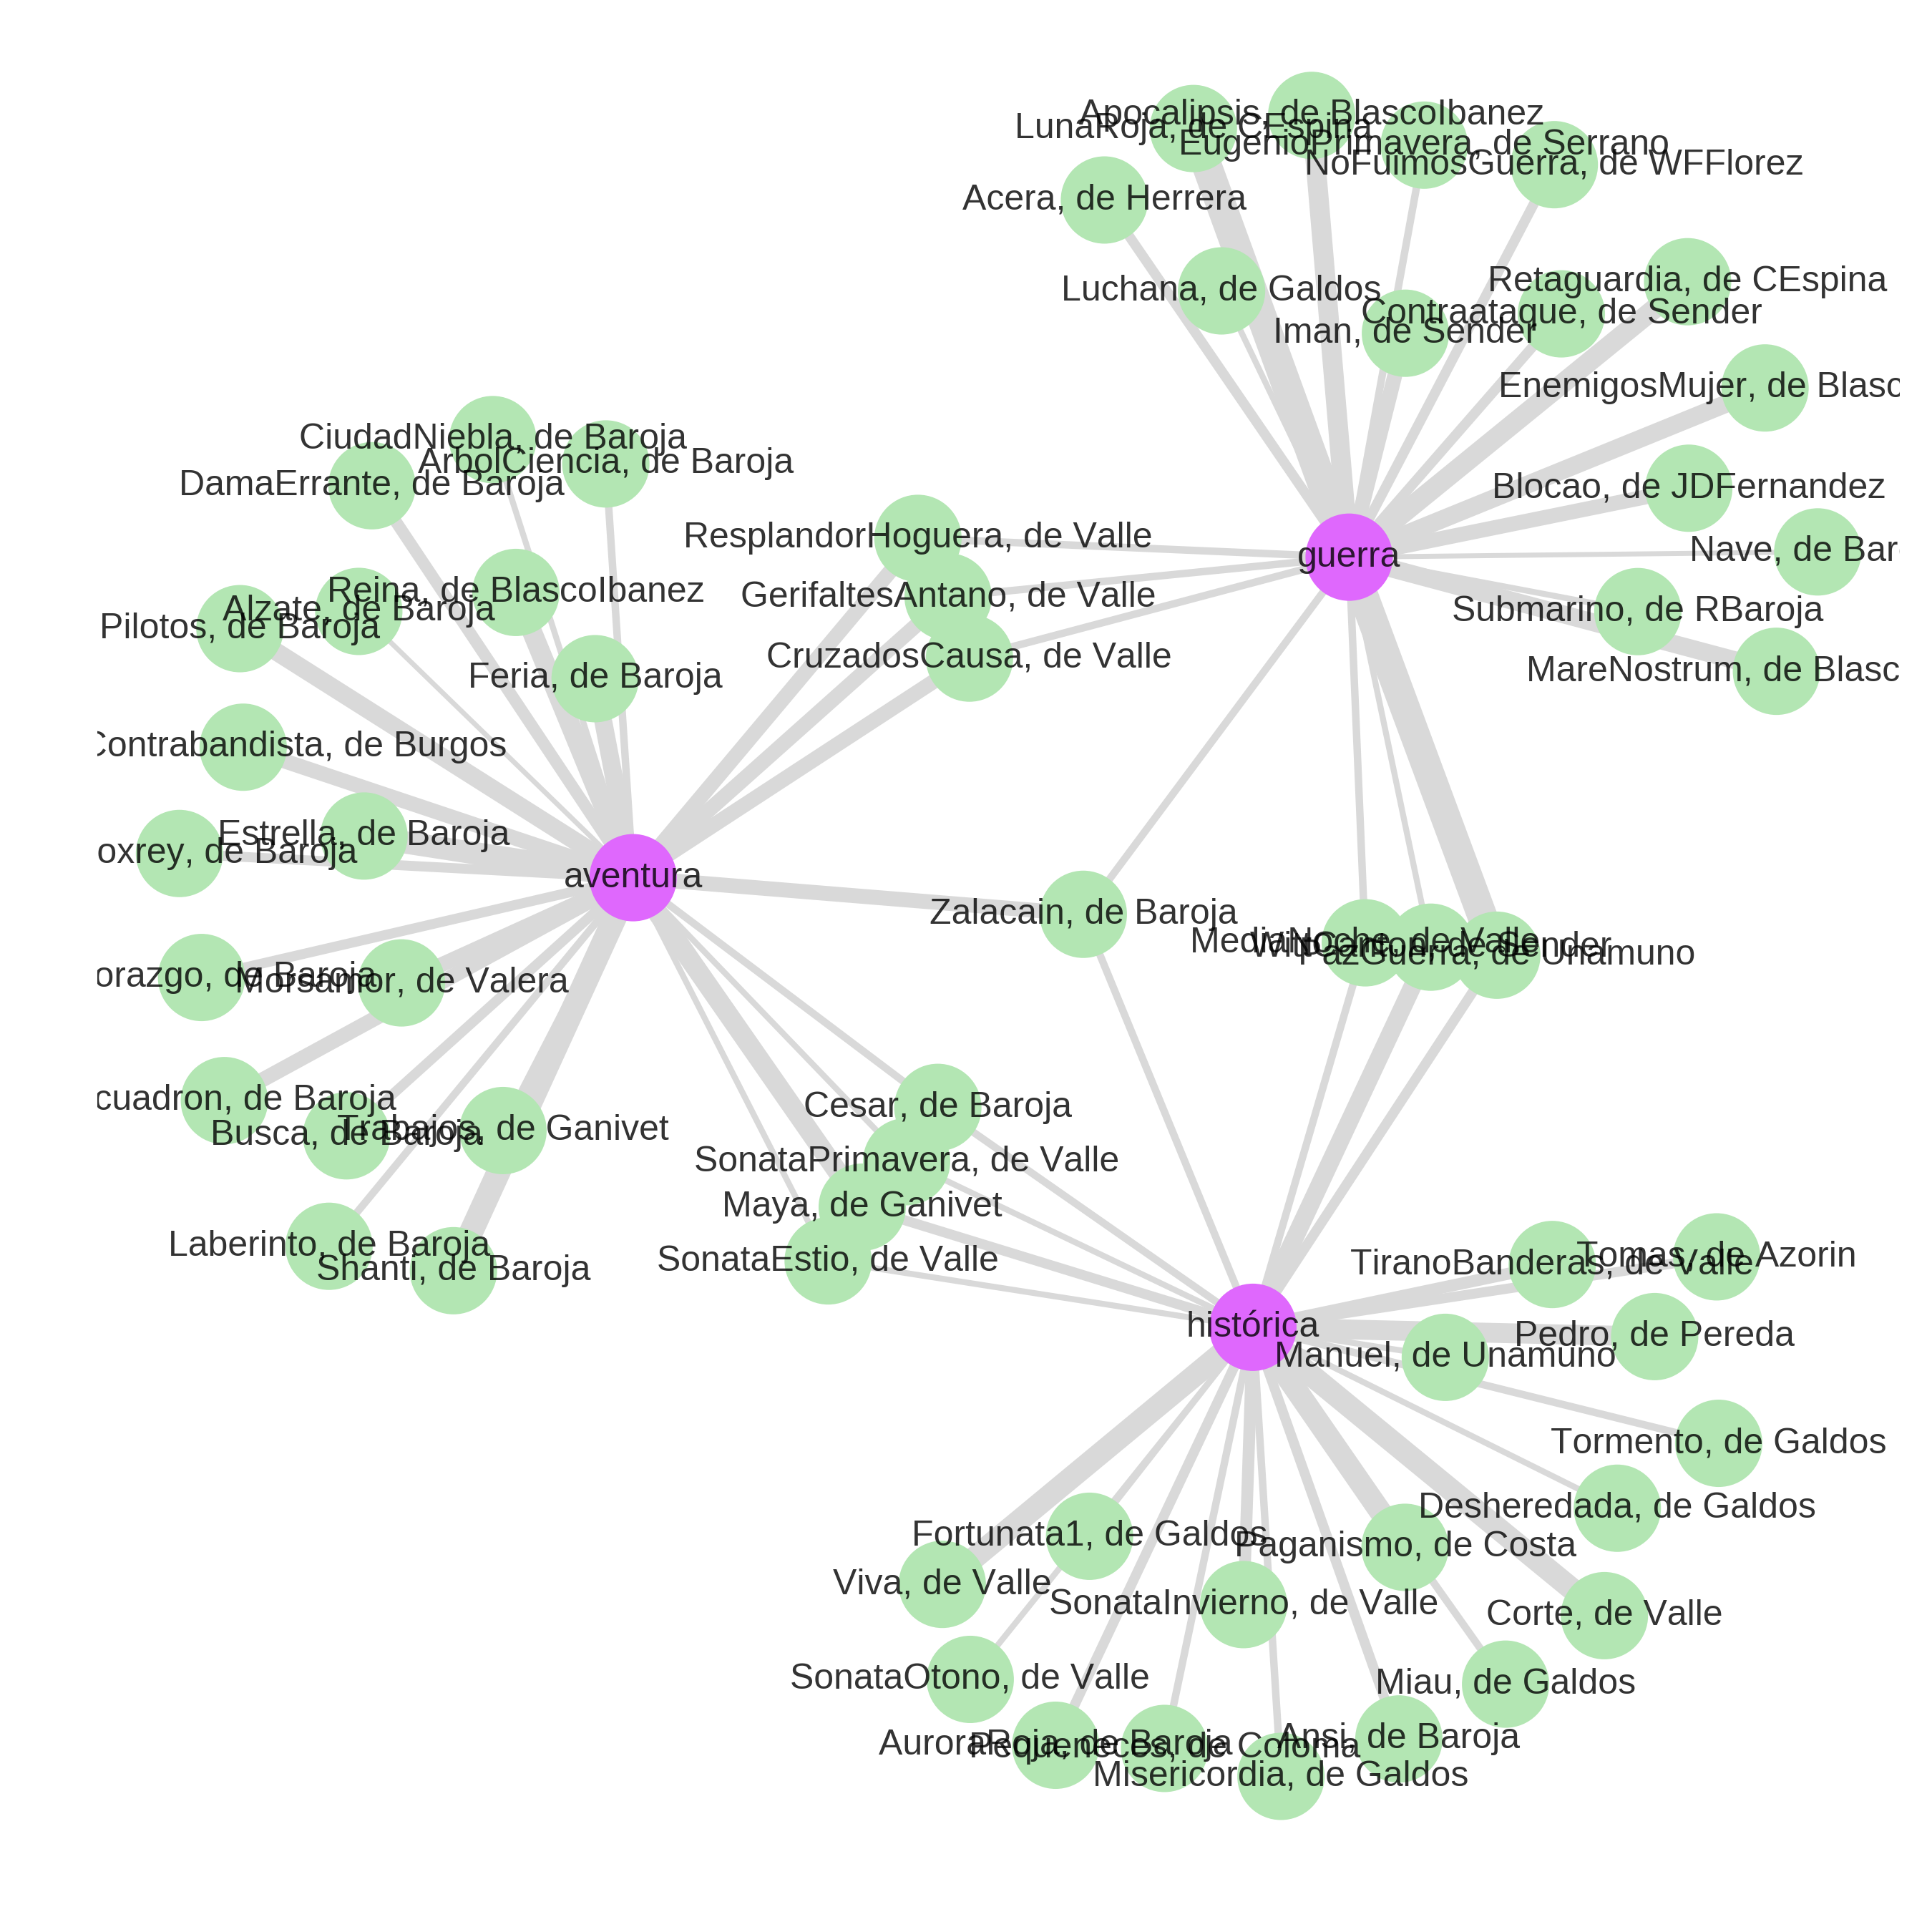 Apocalipsis, de BlascoIbanez
LunaRoja, de CEspina
EugenioPrimavera, de Serrano
NoFuimosGuerra, de WFFlorez
Acera, de Herrera
Retaguardia, de CEspina
Luchana, de Galdos
Contraataque, de Sender
Iman, de Sender
EnemigosMujer, de Blasc
CiudadNiebla, de Baroja
ArbolCiencia, de Baroja
DamaErrante, de Baroja
Blocao, de JDFernandez
ResplandorHoguera, de Valle
guerra
Nave, de Bar
Reina, de BlascoIbanez
GerifaltesAntano, de Valle
Alzate, de Baroja
Submarino, de RBaroja
Pilotos, de Baroja
CruzadosCausa, de Valle
MareNostrum, de Blasc
Feria, de Baroja
Contrabandista, de Burgos
Estrella, de Baroja
oxrey, de Baroja
aventura
Zalacain, de Baroja
MediaNoche, de Valle
de Sender
PazGuerra, de Unamuno
orazgo, de Baroja
Morsamor, de Valera
cuadron, de Baroja
Cesar, de Baroja
Trabajos, de Ganivet
Busca, de Baroja
SonataPrimavera, de Valle
Maya, de Ganivet
Laberinto, de Baroja
SonataEstio, de Valle
Shanti, de Baroja
TiranoBanderas, de Valle
Tomas, de Azorin
histórica
Pedro, de Pereda
Manuel, de Unamuno
Tormento, de Galdos
Desheredada, de Galdos
Fortunata1, de Galdos
Paganismo, de Costa
Viva, de Valle
SonataInvierno, de Valle
Corte, de Valle
SonataOtono, de Valle
Miau, de Galdos
Ansi, de Baroja
AuroraRoja, de Baroja
Pequeneces, de Coloma
Misericordia, de Galdos